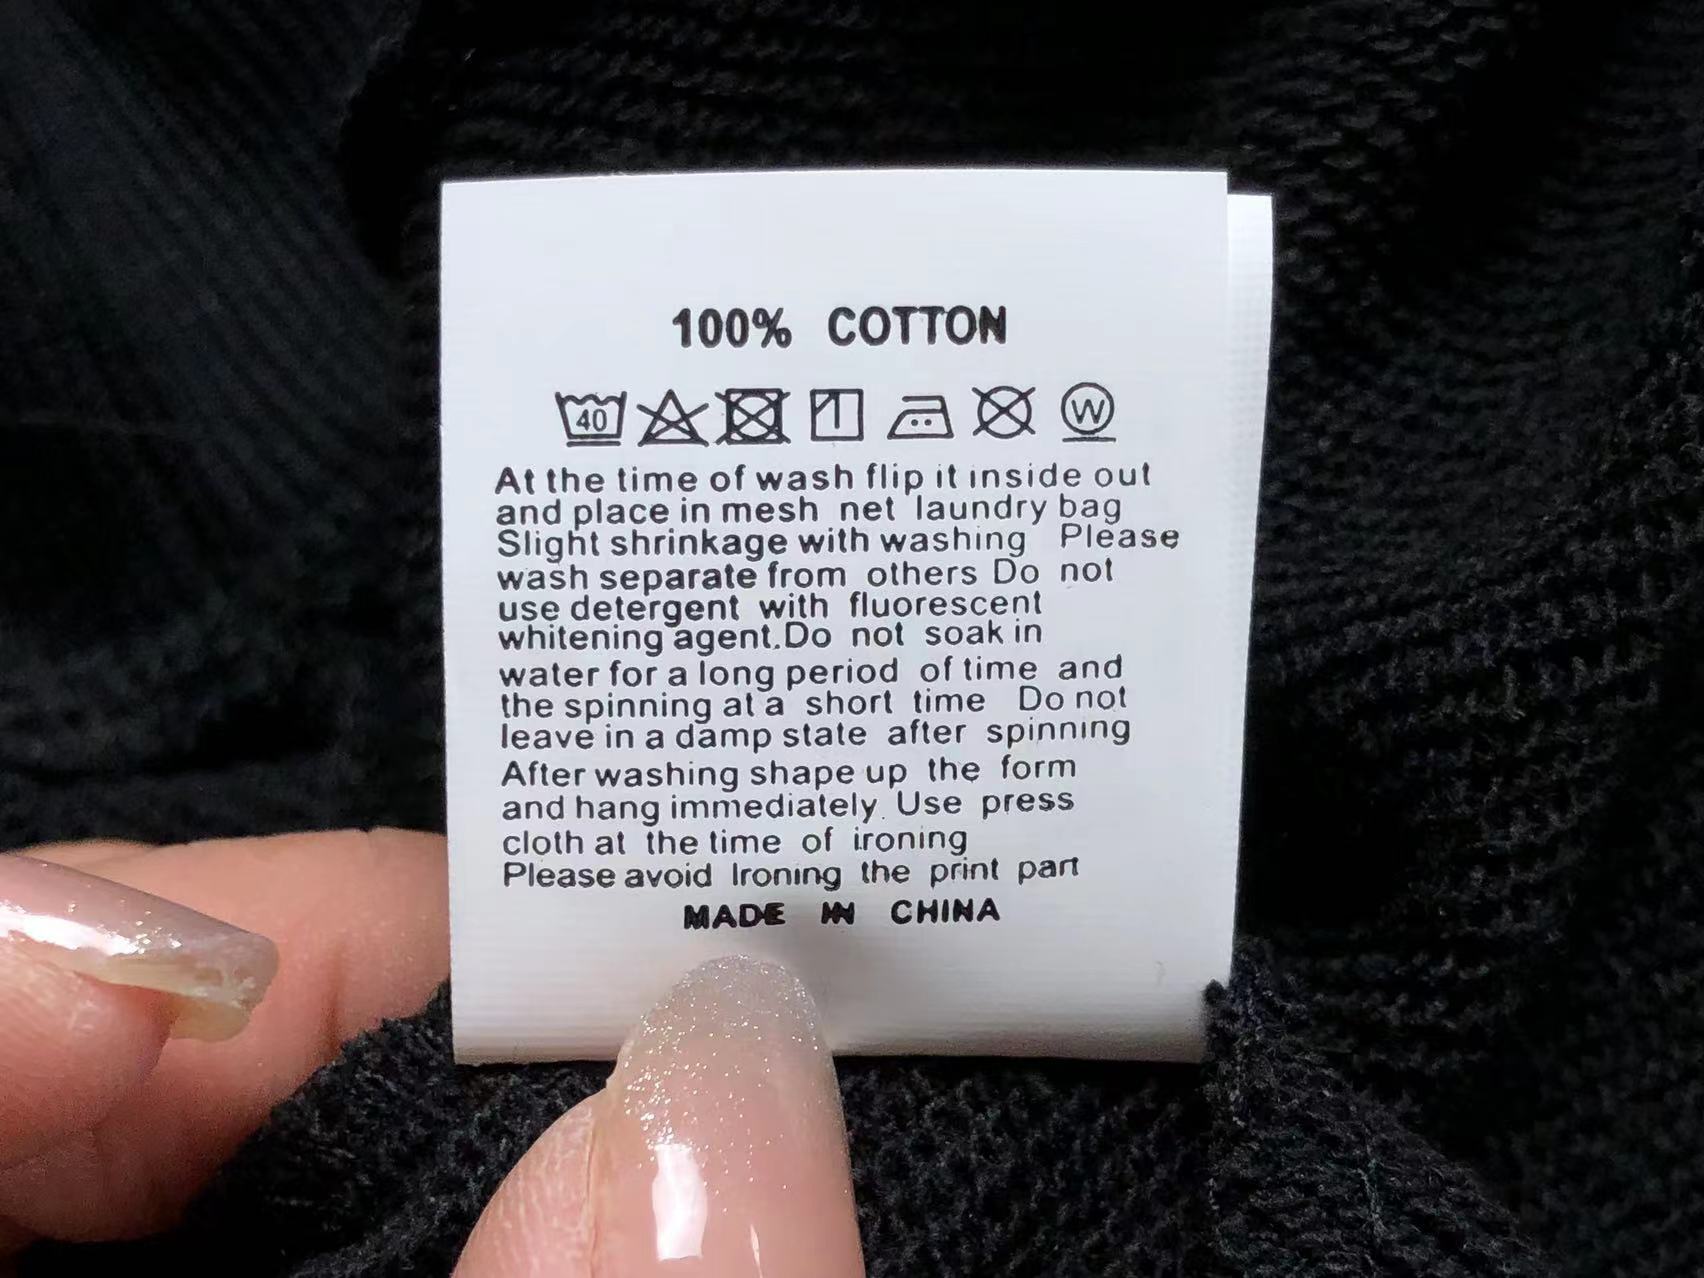 100% COTTON
40 W
At the time of wash flip it inside out
and place in mesh net laundry bag
Slight shrinkage with washing Please
wash separate from others Do not
use detergent with fluorescent
whitening agent.Do not soak in
water for a long period of time and
the spinning at a short time Do not
leave in a damp state after spinning
After washing shape up the form
and hang immediately. Use press
cloth at the time of ironing
Please avoid Ironing the print part
MADE IN CHINA